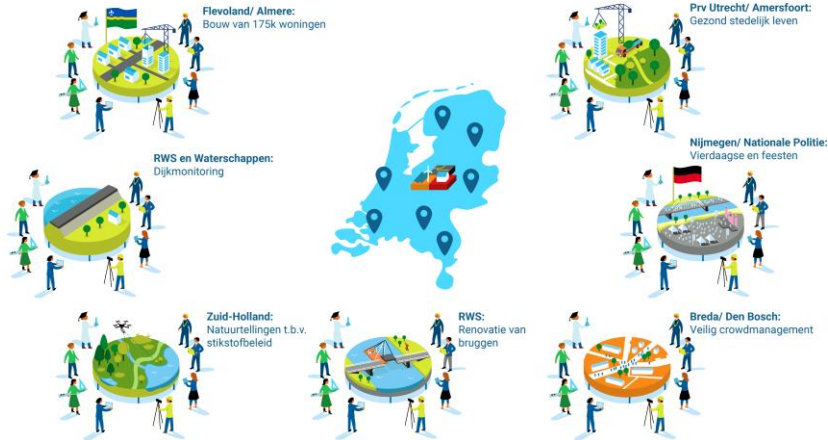 Flevoland/ Almere:
Bouw van 175k woningen
Prv Utrecht/ Amersfoort:
Gezond stedelijk leven
RWS en Waterschappen:
Dijkmonitoring
Nijmegen/ Nationale Politie:
Vierdaagse en feesten
Zuid-Holland:
Natuurtellingen t.b.v.
stikstofbeleid
RWS:
Renovatie van
bruggen
Breda/ Den Bosch:
Veilig crowdmanagement